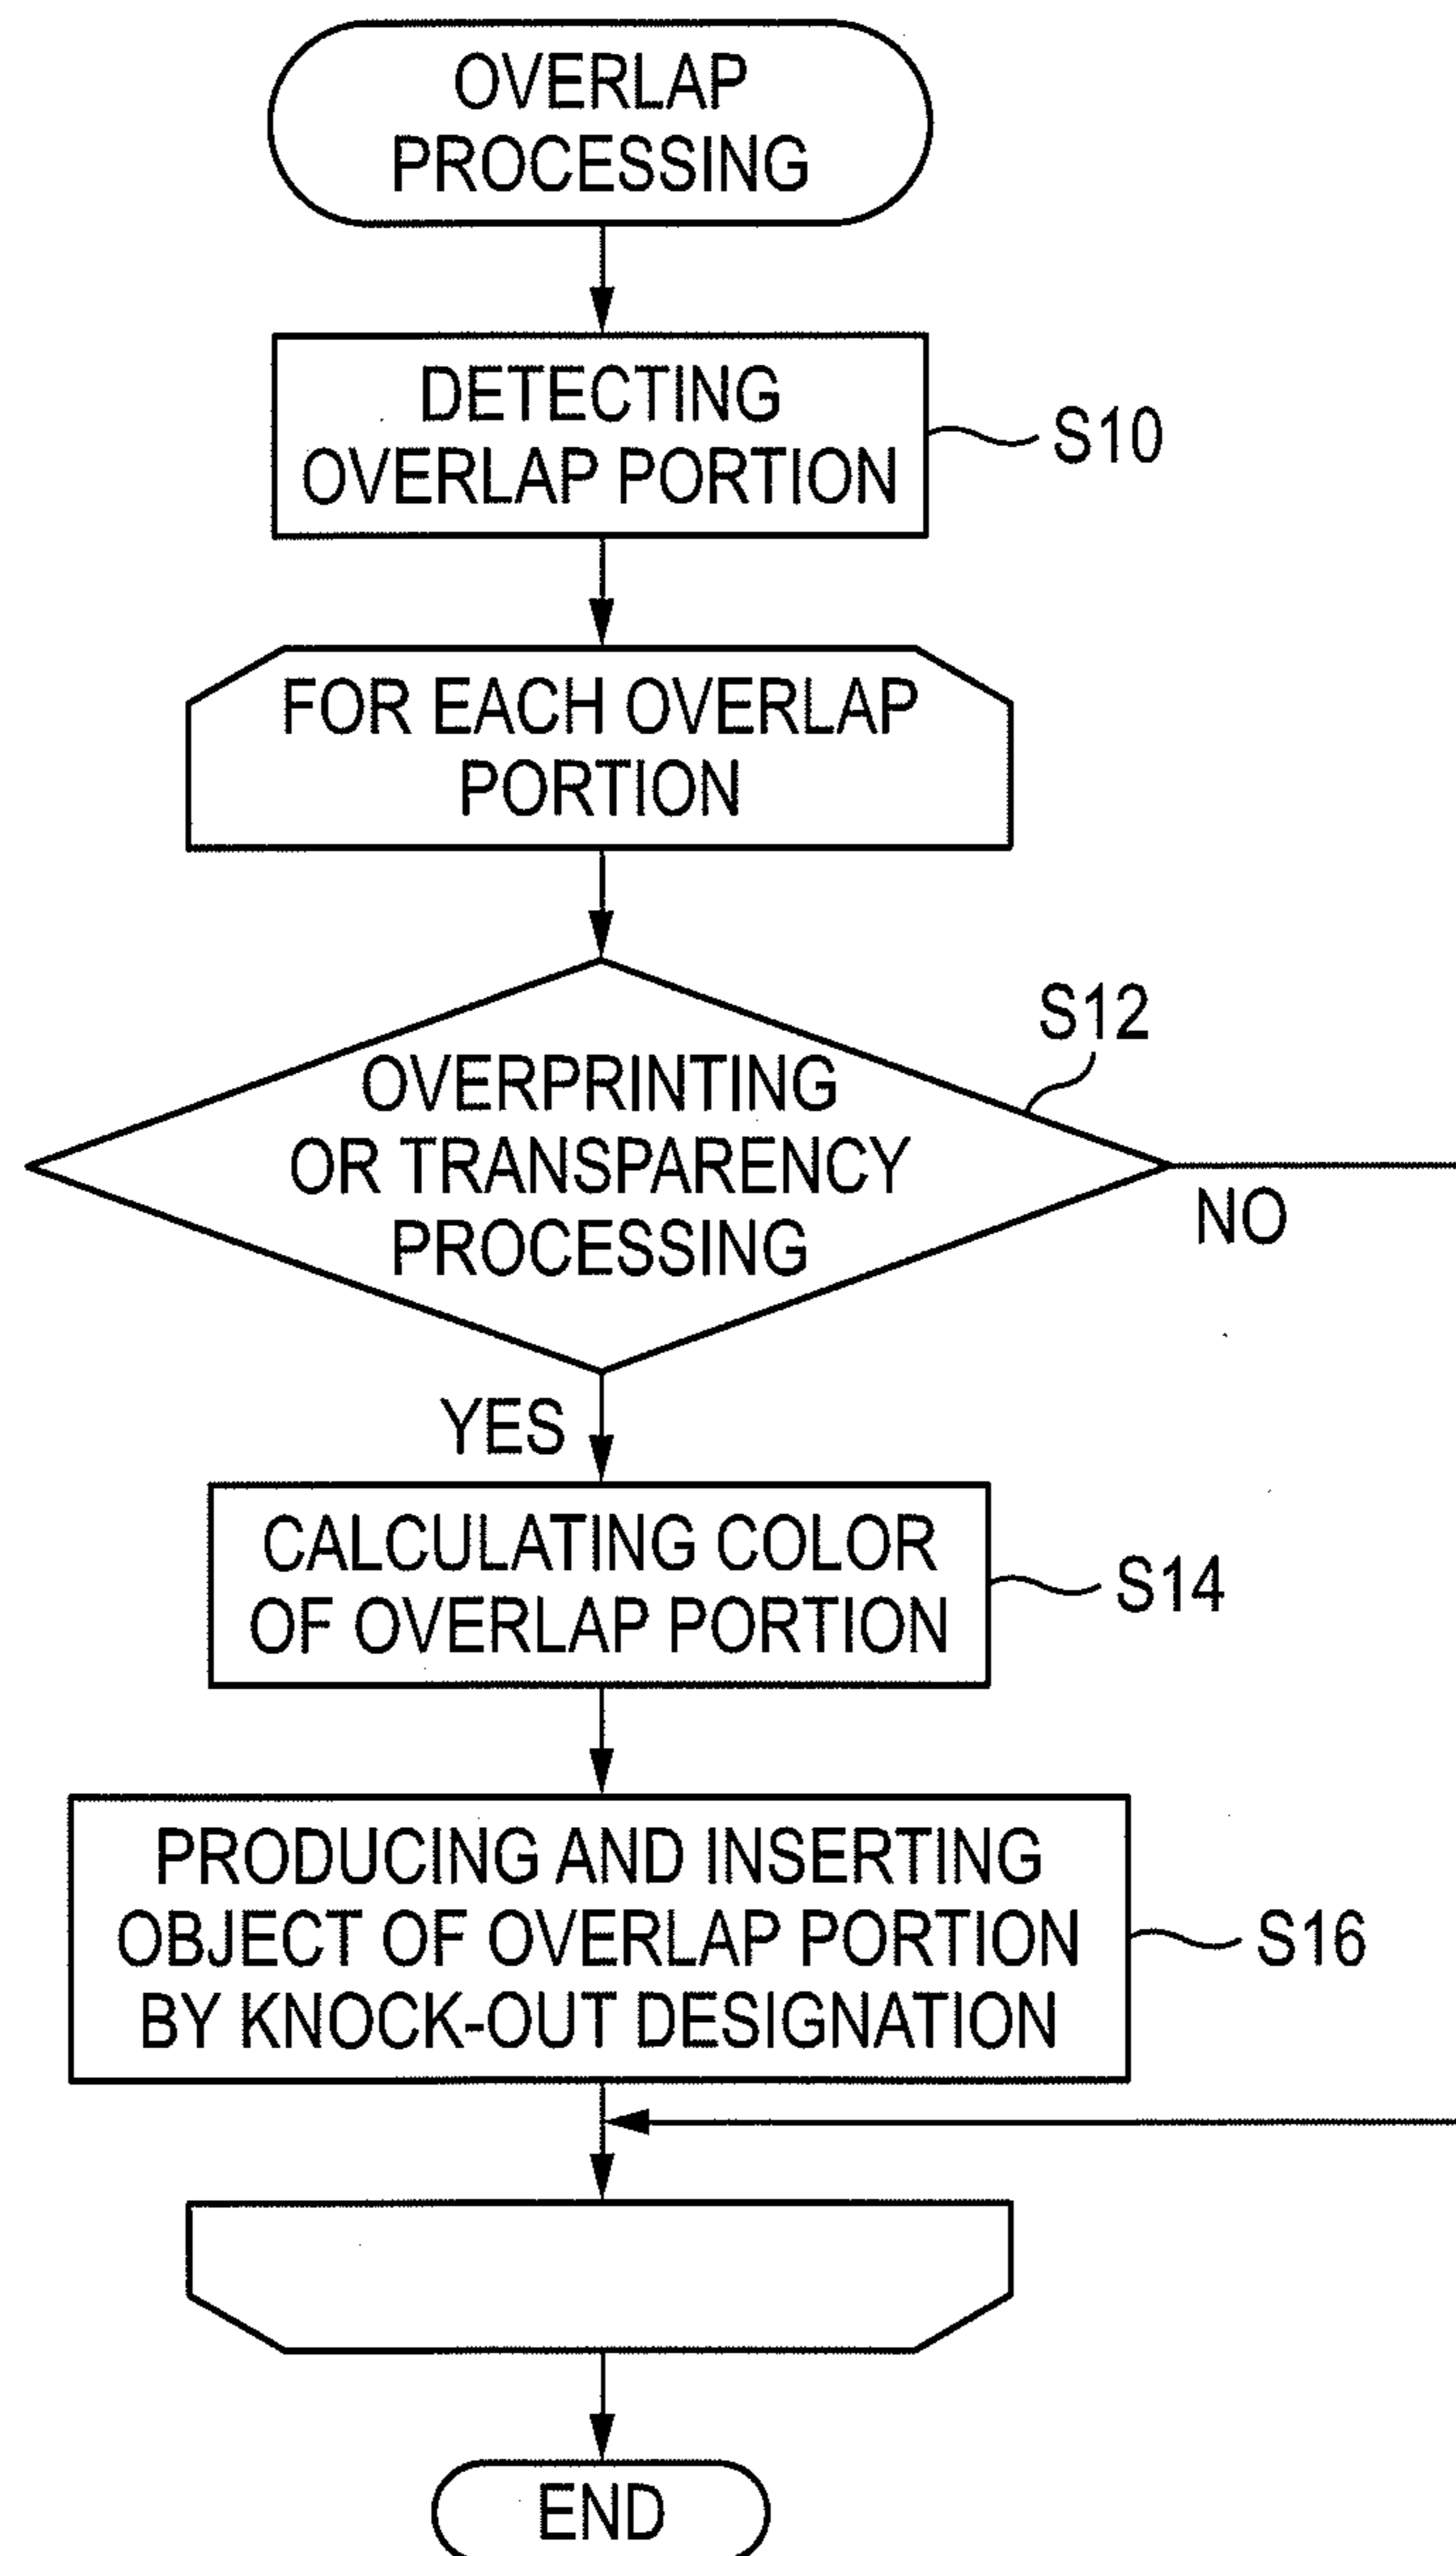 OVERLAP
PROCESSING
DETECTING
OVERLAP PORTION
S10
FOR EACH OVERLAP
PORTION
S12
OVERPRINTING
OR TRANSPARENCY
PROCESSING
NO
YES
CALCULATING COLOR
OF OVERLAP PORTION
S14
PRODUCING AND INSERTING
OBJECT OF OVERLAP PORTION
BY KNOCK-OUT DESIGNATION
S16
END